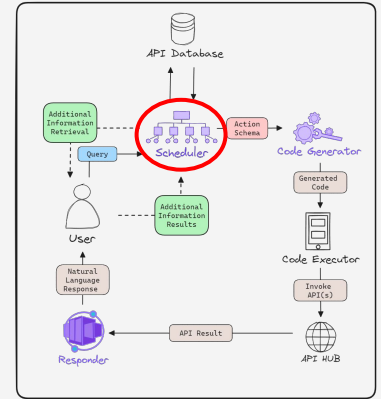 API Database
Additional
Information
Retrieval
Action
Schema
Query
Scheduler
Code Generator
Generated
Code
Additional
Information
Results
User
Code Executor
Natural
Language
Response
Invoke
API(s)
API Result
Responder
API HUB